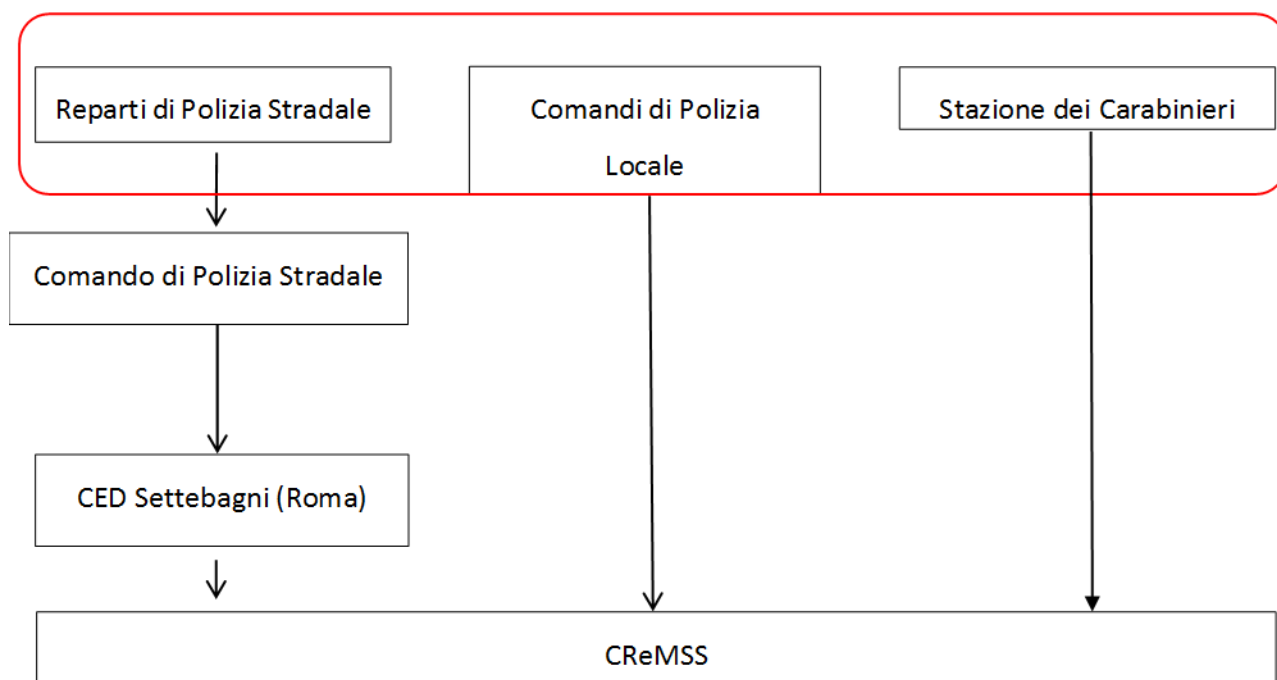 Reparti di Polizia Stradale
Comandi di Polizia
Locale
Stazione dei Carabinieri
Comando di Polizia Stradale
CED Settebagni (Roma)
CReMSS